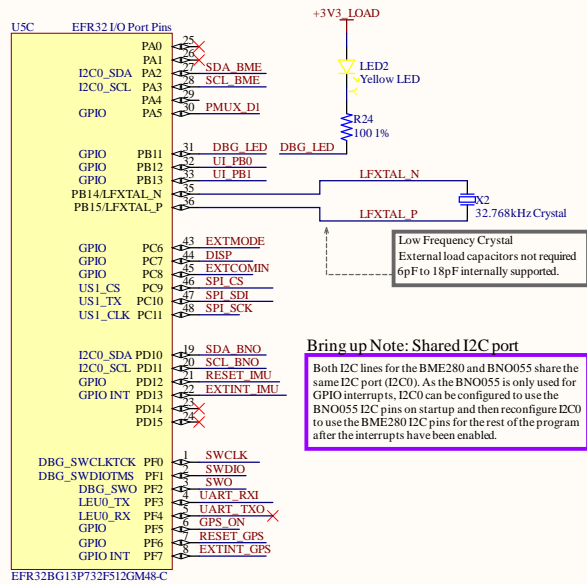 +3V3_LOAD
U5C EFR32 I/O Port Pins
LED2
Yellow LED
R24
100 1%
PA0 25
PA1 26
I2C0_SDA PA2 27 SDA_BME
I2C0_SCL PA3 28 SCL_BME
PA4 29
GPIO PA5 30 PMUX_D1
GPIO PB11 31 DBG_LED DBG_LED
GPIO PB12 32 UI_PB0
GPIO PB13 33 UI_PB1
PB14/LFXTAL_N 35 LFXTAL_N
PB15/LFXTAL_P 36 LFXTAL_P
X2
32.768kHz Crystal
Low Frequency Crystal
External load capacitors not required
6pF to 18pF internally supported.
GPIO PC6 43 EXTMODE
GPIO PC7 44 DISP
GPIO PC8 45 EXTCOMIN
US1_CS PC9 46 SPI_CS
US1_TX PC10 47 SPI_SDI
US1_CLK PC11 48 SPI_SCK
Bring up Note: Shared I2C port
Both I2C lines for the BME280 and BNO055 share the
same I2C port (I2C0). As the BNO055 is only used for
GPIO interrupts, I2C0 can be configured to use the
BNO055 I2C pins on startup and then reconfigure I2C0
to use the BME280 I2C pins for the rest of the program
after the interrupts have been enabled.
I2C0_SDA PD10 19 SDA_BNO
I2C0_SCL PD11 20 SCL_BNO
GPIO PD12 21 RESET_IMU
GPIO INT PD13 22 EXTINT_IMU
PD14 23
PD15 24
DBG_SWCLKTCK PF0 1 SWCLK
DBG_SWDIOTMS PF1 2 SWDIO
DBG_SWO PF2 3 SWO
LEU0_TX PF3 4 UART_RXI
LEU0_RX PF4 5 UART_TXO
GPIO PF5 6 GPS_ON
GPIO PF6 7 RESET_GPS
GPIO INT PF7 8 EXTINT_GPS
EFR32BG13P732F512GM48-C